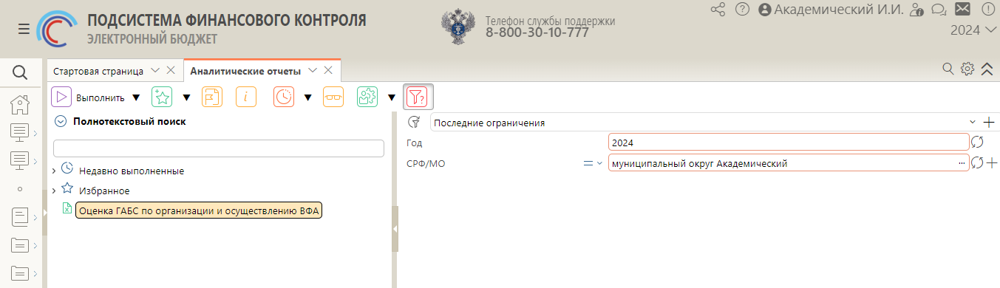 ПОДСИСТЕМА ФИНАНСОВОГО КОНТРОЛЯ
ЭЛЕКТРОННЫЙ БЮДЖЕТ
Телефон службы поддержки
8-800-30-10-777
Академический И.И.
2024
Стартовая страница
Аналитические отчеты
Выполнить
Полнотекстовый поиск
Последние ограничения
Год
2024
СРФ/МО
=
муниципальный округ Академический
...
Недавно выполненные
Избранное
Оценка ГАБС по организации и осуществлению ВФА